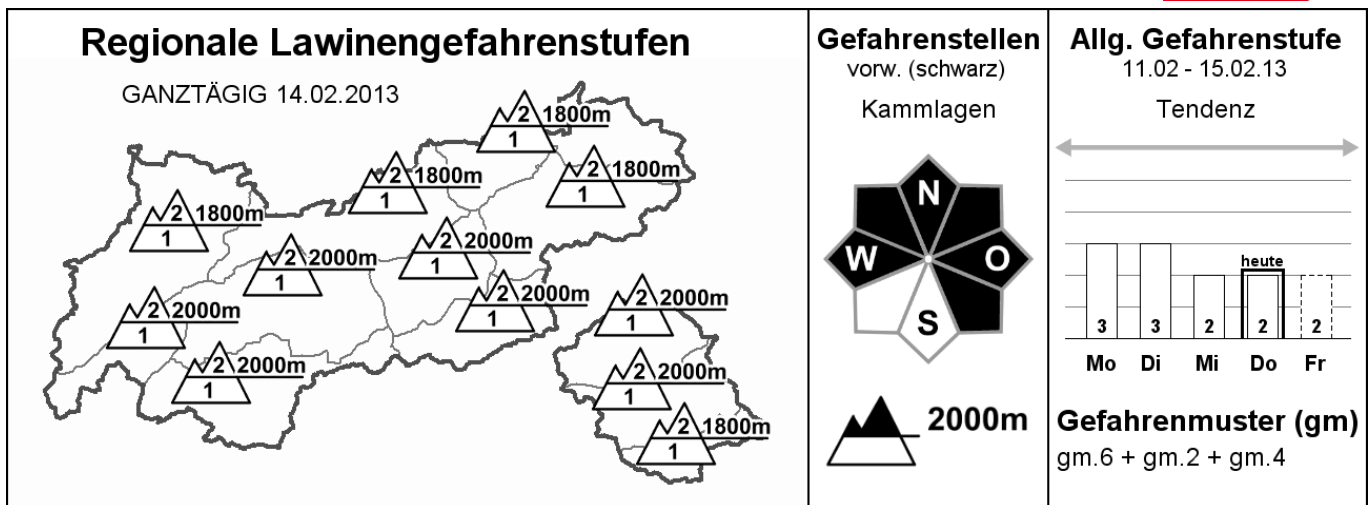 Regionale Lawinengefahrenstufen
GANZTÄGIG 14.02.2013
2 1800m
1
2 1800m
1
2 1800m
1
2 1800m
1
2 2000m
1
2 2000m
1
2 2000m
1
2 2000m
1
2 2000m
1
2 2000m
1
2 2000m
1
2 1800m
1
Gefahrenstellen
vorw. (schwarz)
Kammlagen
N
W O
S
2000m
Allg. Gefahrenstufe
11.02 - 15.02.13
Tendenz
heute
3 3 2 2 2
Mo Di Mi Do Fr
Gefahrenmuster (gm)
gm.6 + gm.2 + gm.4